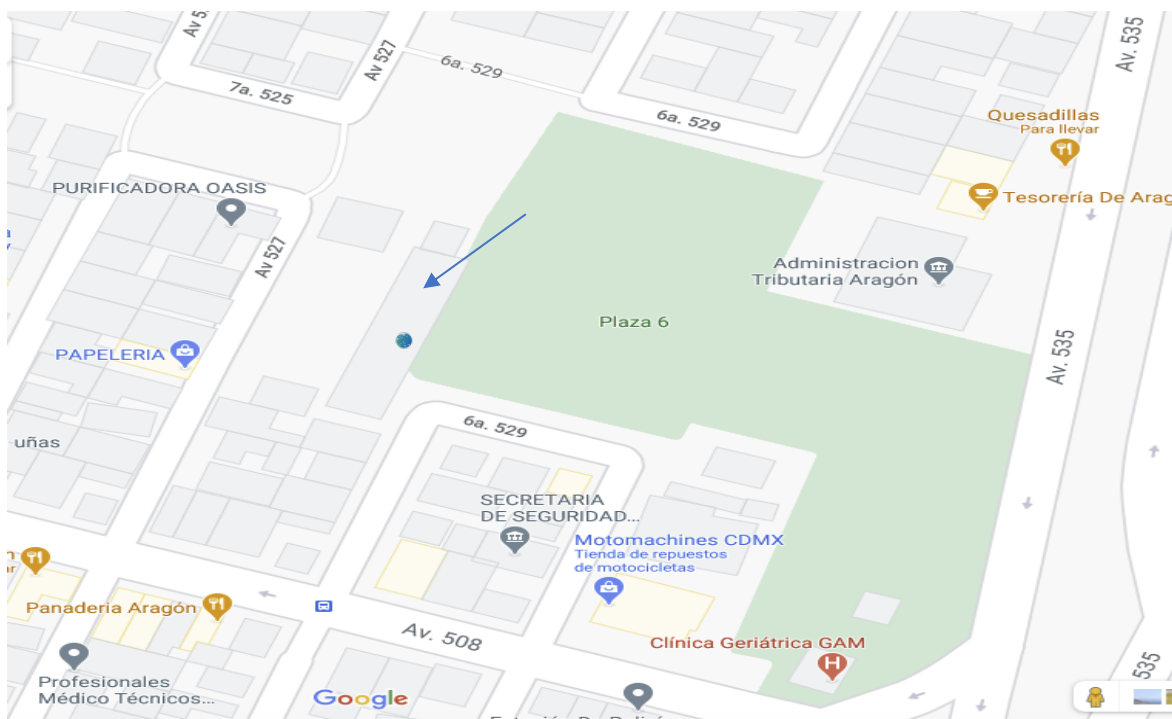 Av 527
Av. 535
6a. 529
7a. 525
6a. 529
Quesadillas
Para llevar
PURIFICADORA OASIS
Tesorería De Arag
Av 527
Administracion
Tributaria Aragón
Plaza 6
PAPELERIA
Av. 535
6a. 529
uñas
SECRETARIA
DE SEGURIDAD...
Motomachines CDMX
Tienda de repuestos
de motocicletas
Panaderia Aragón
Av. 508
Clínica Geriátrica GAM
535
Profesionales
Médico Técnicos...
Google